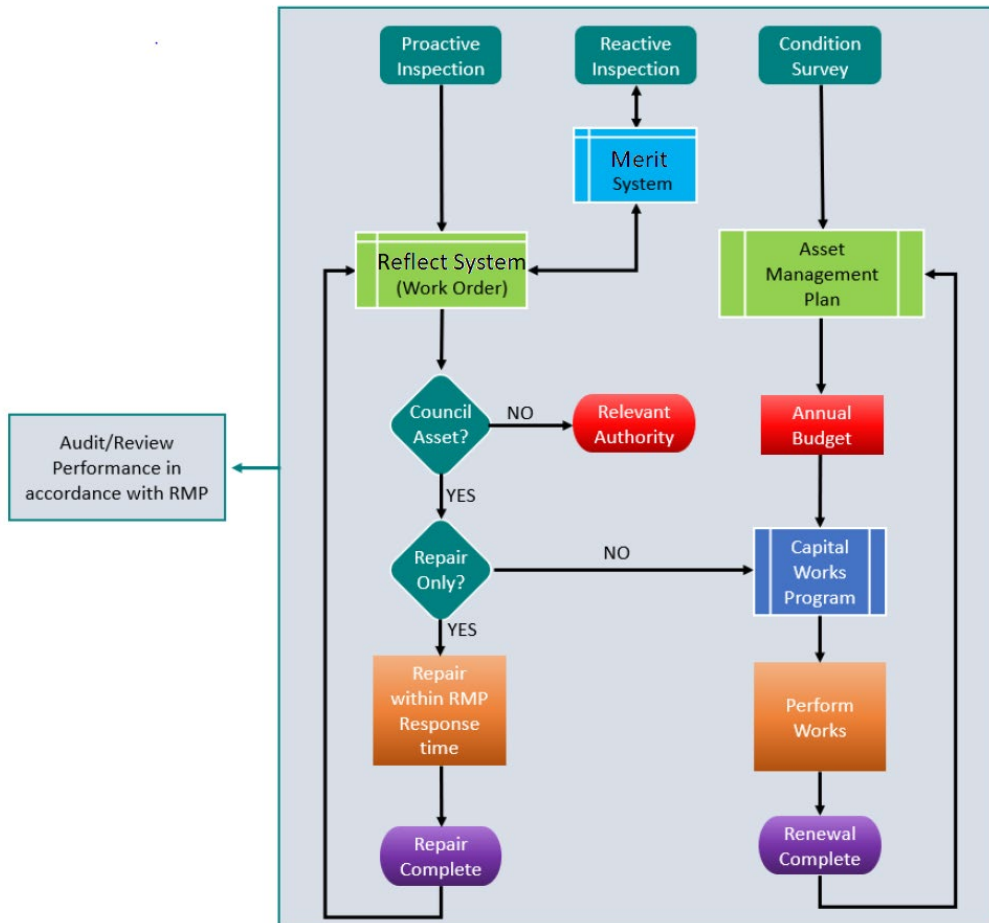 Proactive
Inspection
Reactive
Inspection
Condition
Survey
Merit
System
Reflect System
(Work Order)
Asset
Management
Plan
Council
Asset?
NO
Relevant
Authority
Annual
Budget
Audit/Review
Performance in
accordance with RMP
YES
Repair
Only?
NO
Capital
Works
Program
YES
Repair
within RMP
Response
time
Perform
Works
Repair
Complete
Renewal
Complete